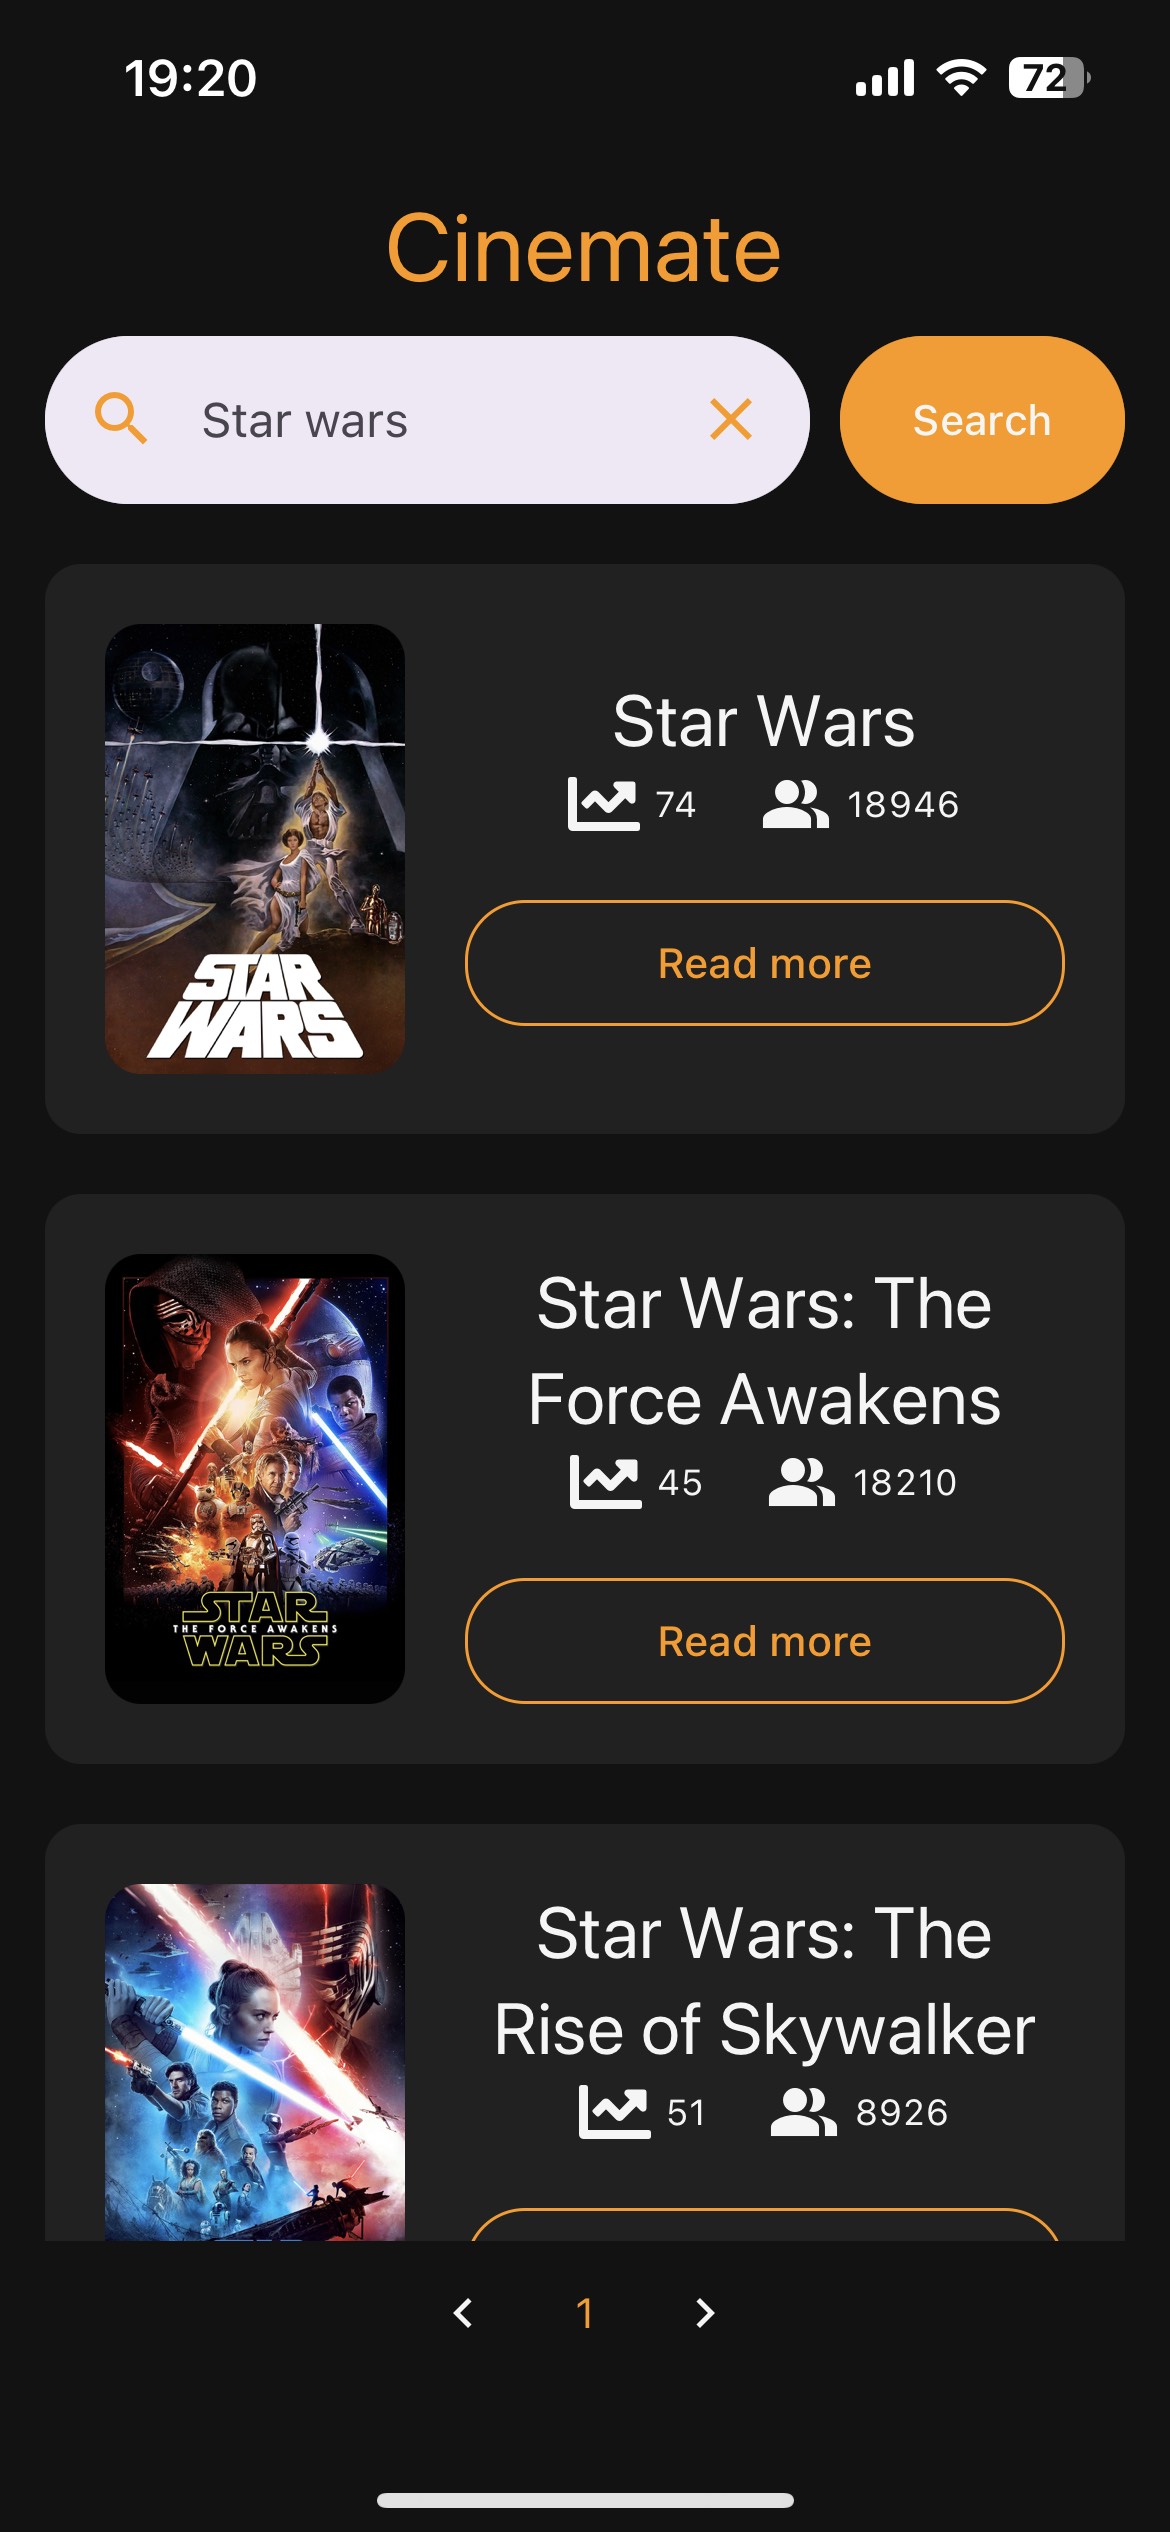 19:20
72
Cinemate
Star wars
Search
STAR
WARS
Star Wars
74 18946
Read more
STAR
THE FORCE AWAKENS
WARS
Star Wars: The
Force Awakens
45 18210
Read more
Star Wars: The
Rise of Skywalker
51 8926
1